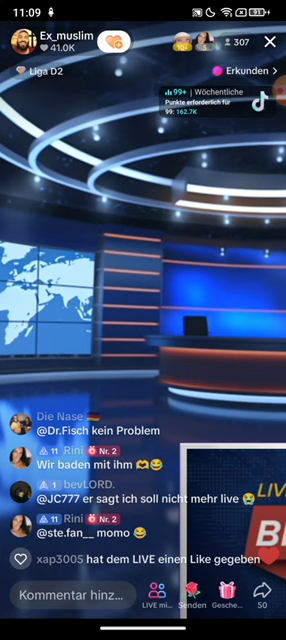 11:09
91
Ex_muslim
41.0K
10+
307
Liga D2
Erkunden >
99+ | Wöchentliche
Punkte erforderlich für
99: 162.7K
Die Nase
@Dr.Fisch kein Problem
11 Rini Nr. 2
Wir baden mit ihm 🫶😂
1 bevLORD.
@JC777 er sagt ich soll nicht mehr live 😭
11 Rini Nr. 2
@ste.fan__ momo 😂
xap3005 hat dem LIVE einen Like gegeben
LIV
B
Kommentar hinz...
LIVE mi...
Senden
Gesche...
50